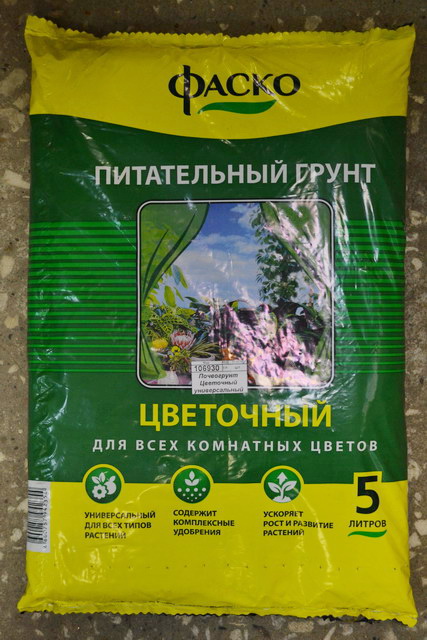 ФАСКО
ПИТАТЕЛЬНЫЙ ГРУНТ
106930
Почвогрунт
Цветочный
универсальный
ЦВЕТОЧНЫЙ
ДЛЯ ВСЕХ КОМНАТНЫХ ЦВЕТОВ
УНИВЕРСАЛЬНЫЙ
ДЛЯ ВСЕХ ТИПОВ
РАСТЕНИЙ
СОДЕРЖИТ
КОМПЛЕКСНЫЕ
УДОБРЕНИЯ
УСКОРЯЕТ
РОСТ И РАЗВИТИЕ
РАСТЕНИЙ
5
ЛИТРОВ